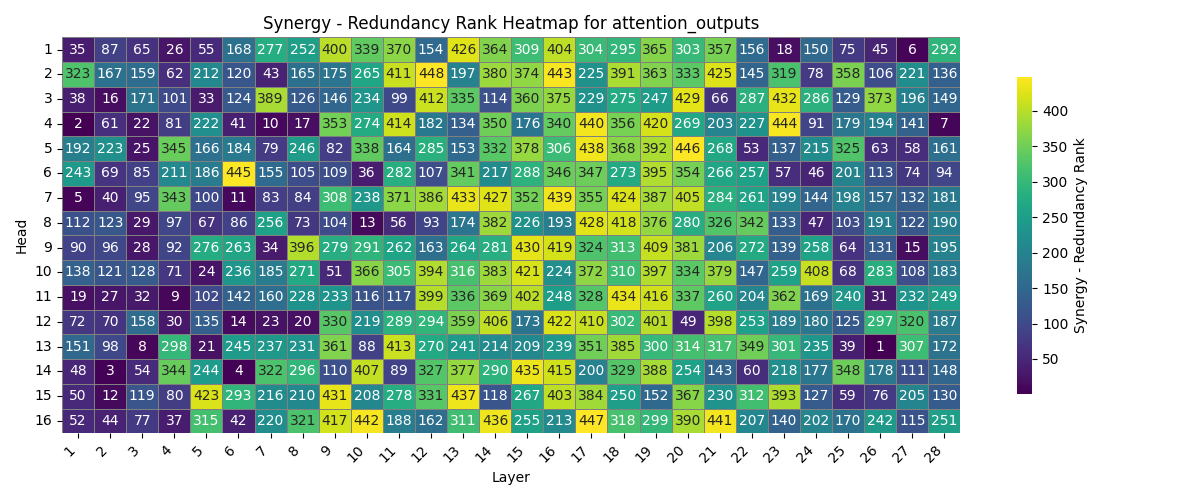 Synergy - Redundancy Rank Heatmap for attention_outputs
1 35 87 65 26 55 168 277 252 400 339 370 154 426 364 309 404 304 295 365 303 357 156 18 150 75 45 6 292
2 323 167 159 62 212 120 43 165 175 265 411 448 197 380 374 443 225 391 363 333 425 145 319 78 358 106 221 136
3 38 16 171 101 33 124 389 126 146 234 99 412 335 114 360 375 229 275 247 429 66 287 432 286 129 373 196 149
4 2 61 22 81 222 41 10 17 353 274 414 182 134 350 176 340 440 356 420 269 203 227 444 91 179 194 141 7
5 192 223 25 345 166 184 79 246 82 338 164 285 153 332 378 306 438 368 392 446 268 53 137 215 325 63 58 161
6 243 69 85 211 186 445 155 105 109 36 282 107 341 217 288 346 347 273 395 354 266 257 57 46 201 113 74 94
7 5 40 95 343 100 11 83 84 308 238 371 386 433 427 352 439 355 424 387 405 284 261 199 144 198 157 132 181
8 112 123 29 97 67 86 256 73 104 13 56 93 174 382 226 193 428 418 376 280 326 342 133 47 103 191 122 190
9 90 96 28 92 276 263 34 396 279 291 262 163 264 281 430 419 324 313 409 381 206 272 139 258 64 131 15 195
10 138 121 128 71 24 236 185 271 51 366 305 394 316 383 421 224 372 310 397 334 379 147 259 408 68 283 108 183
11 19 27 32 9 102 142 160 228 233 116 117 399 336 369 402 248 328 434 416 337 260 204 362 169 240 31 232 249
12 72 70 158 30 135 14 23 20 330 219 289 294 359 406 173 422 410 302 401 49 398 253 189 180 125 297 320 187
13 151 98 8 298 21 245 237 231 361 88 413 270 241 214 209 239 351 385 300 314 317 349 301 235 39 1 307 172
14 48 3 54 344 244 4 322 296 110 407 89 327 377 290 435 415 200 329 388 254 143 60 218 177 348 178 111 148
15 50 12 119 80 423 293 216 210 431 208 278 331 437 118 267 403 384 250 152 367 230 312 393 127 59 76 205 130
16 52 44 77 37 315 42 220 321 417 442 188 162 311 436 255 213 447 318 299 390 441 207 140 202 170 242 115 251
1 2 3 4 5 6 7 8 9 10 11 12 13 14 15 16 17 18 19 20 21 22 23 24 25 26 27 28
Layer
Head
400
350
300
250
200
150
100
50
Synergy - Redundancy Rank